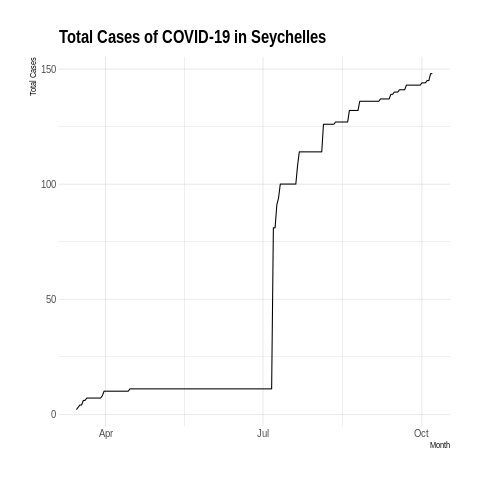 Total Cases of COVID-19 in Seychelles
Total Cases
150
100
50
0
Apr
Jul
Oct
Month